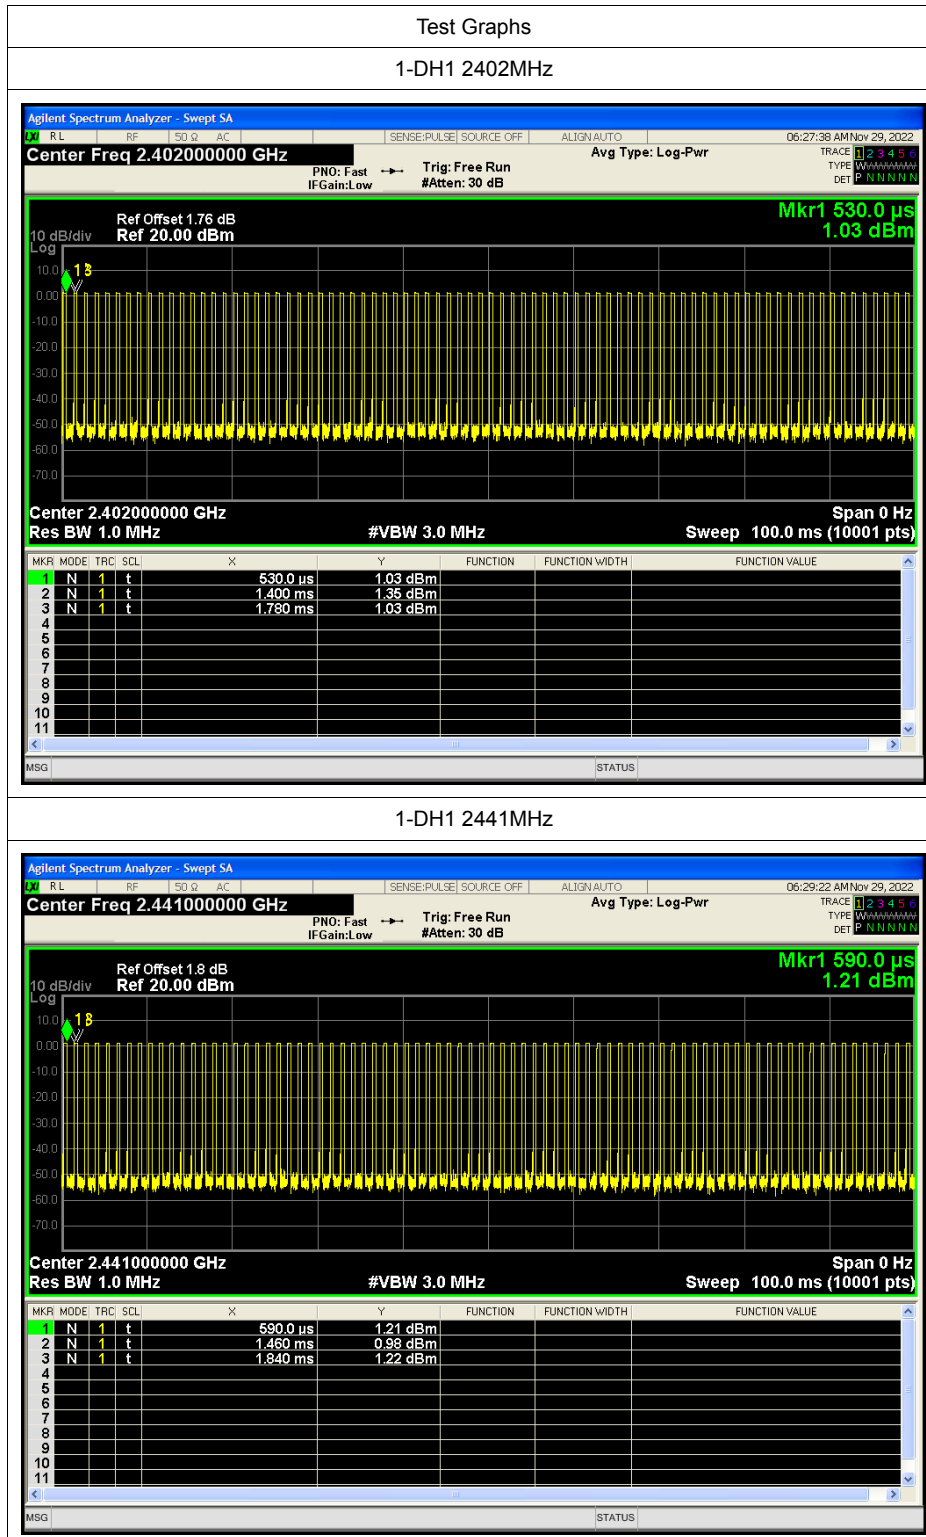 Test Graphs
1-DH1 2402MHz
Agilent Spectrum Analyzer - Swept SA
LXI RL RF 50 Ω AC SENSE:PULSE SOURCE OFF ALIGN AUTO 06:27:38 AM Nov 29, 2022
Center Freq 2.402000000 GHz Avg Type: Log-Pwr TRACE 1 2 3 4 5 6
PNO: Fast Trig: Free Run TYPE W
IFGain:Low #Atten: 30 dB DET P N N N N N
Ref Offset 1.76 dB Mkr1 530.0 µs
10 dB/div Ref 20.00 dBm 1.03 dBm
Log
10.0
1 3
0.00
-10.0
-20.0
-30.0
-40.0
-50.0
-60.0
-70.0
Center 2.402000000 GHz Span 0 Hz
Res BW 1.0 MHz #VBW 3.0 MHz Sweep 100.0 ms (10001 pts)
MKR MODE TRC SCL X Y FUNCTION FUNCTION WIDTH FUNCTION VALUE
1 N 1 t 530.0 µs 1.03 dBm
2 N 1 t 1.400 ms 1.35 dBm
3 N 1 t 1.780 ms 1.03 dBm
4
5
6
7
8
9
10
11
MSG STATUS
1-DH1 2441MHz
Agilent Spectrum Analyzer - Swept SA
LXI RL RF 50 Ω AC SENSE:PULSE SOURCE OFF ALIGN AUTO 06:29:22 AM Nov 29, 2022
Center Freq 2.441000000 GHz Avg Type: Log-Pwr TRACE 1 2 3 4 5 6
PNO: Fast Trig: Free Run TYPE W
IFGain:Low #Atten: 30 dB DET P N N N N N
Ref Offset 1.8 dB Mkr1 590.0 µs
10 dB/div Ref 20.00 dBm 1.21 dBm
Log
10.0
1 3
0.00
-10.0
-20.0
-30.0
-40.0
-50.0
-60.0
-70.0
Center 2.441000000 GHz Span 0 Hz
Res BW 1.0 MHz #VBW 3.0 MHz Sweep 100.0 ms (10001 pts)
MKR MODE TRC SCL X Y FUNCTION FUNCTION WIDTH FUNCTION VALUE
1 N 1 t 590.0 µs 1.21 dBm
2 N 1 t 1.460 ms 0.98 dBm
3 N 1 t 1.840 ms 1.22 dBm
4
5
6
7
8
9
10
11
MSG STATUS